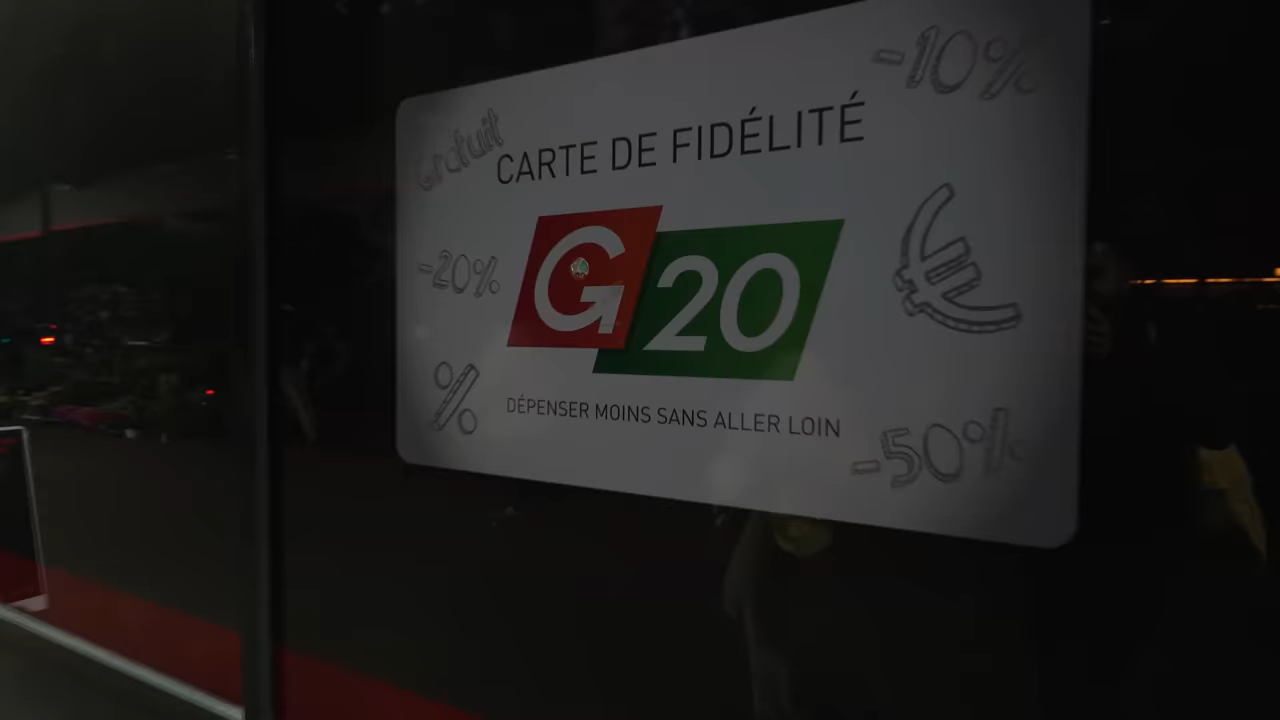 -10%
Gratuit
CARTE DE FIDÉLITÉ
G20
-20%
€
%
DÉPENSER MOINS SANS ALLER LOIN
-50%